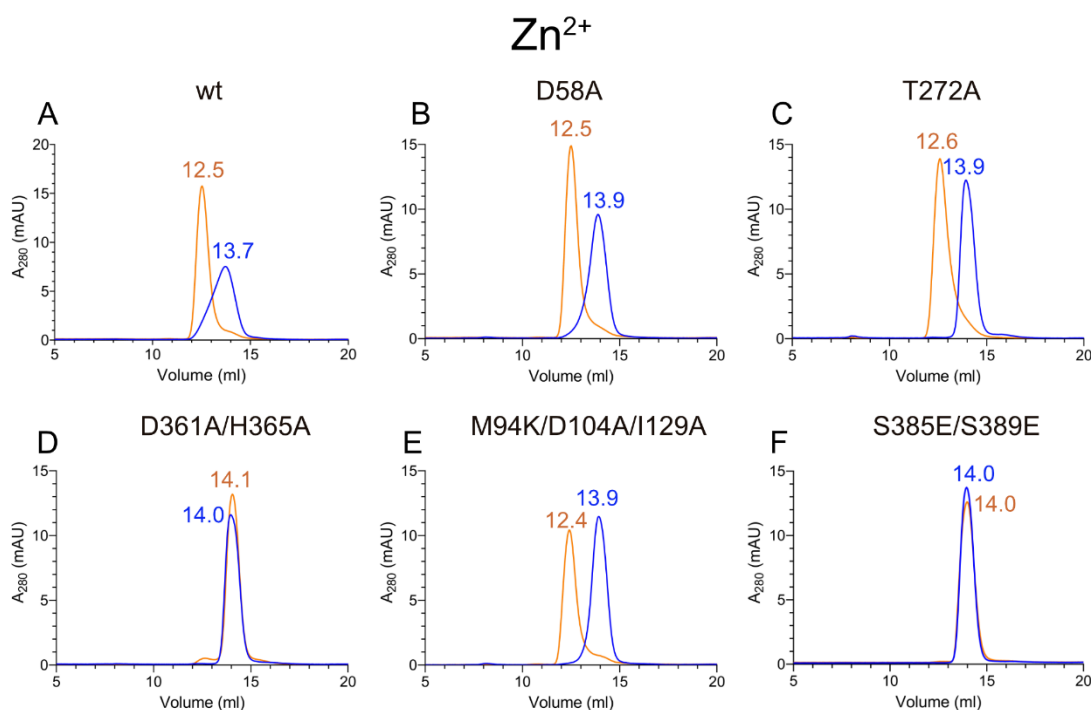 Zn²⁺
wt
D58A
T272A
A
B
C
12.5
13.7
12.5
13.9
12.6
13.9
20
15
10
5
0
A₂₈₀ (mAU)
5 10 15 20
Volume (ml)
15
10
5
0
A₂₈₀ (mAU)
5 10 15 20
Volume (ml)
15
10
5
0
A₂₈₀ (mAU)
5 10 15 20
Volume (ml)
D361A/H365A
M94K/D104A/I129A
S385E/S389E
D
E
F
14.1
14.0
12.4
13.9
14.0
14.0
15
10
5
0
A₂₈₀ (mAU)
5 10 15 20
Volume (ml)
15
10
5
0
A₂₈₀ (mAU)
5 10 15 20
Volume (ml)
15
10
5
0
A₂₈₀ (mAU)
5 10 15 20
Volume (ml)